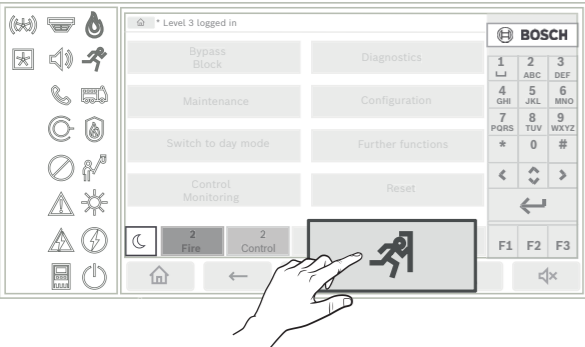 * Level 3 logged in
BOSCH
Bypass
Block
Diagnostics
Maintenance
Configuration
Switch to day mode
Further functions
Control
Monitoring
Reset
2
Fire
2
Control
1
2
ABC
3
DEF
4
GHI
5
JKL
6
MNO
7
PQRS
8
TUV
9
WXYZ
*
0
#
F1
F2
F3